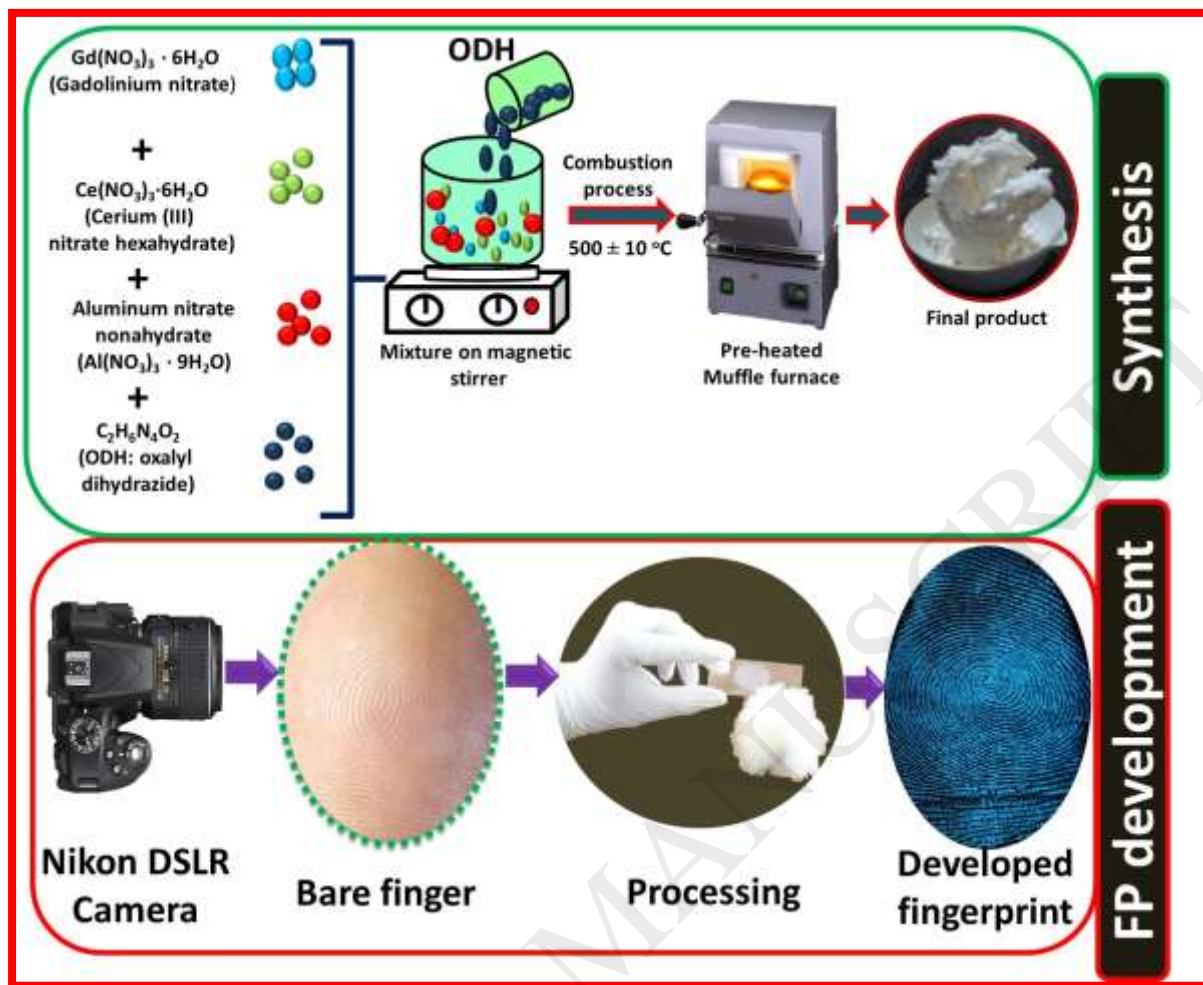 Gd(NO₃)₃ · 6H₂O
(Gadolinium nitrate)
+
Ce(NO₃)₃·6H₂O
(Cerium (III)
nitrate hexahydrate)
+
Aluminum nitrate
nonahydrate
(Al(NO₃)₃ · 9H₂O)
+
C₂H₆N₄O₂
(ODH: oxalyl
dihydrazide)
ODH
Mixture on magnetic
stirrer
Combustion
process
500 ± 10 °C
Pre-heated
Muffle furnace
Final product
Synthesis
Nikon DSLR
Camera
Bare finger
Processing
Developed
fingerprint
FP development
MANUSCRIPT